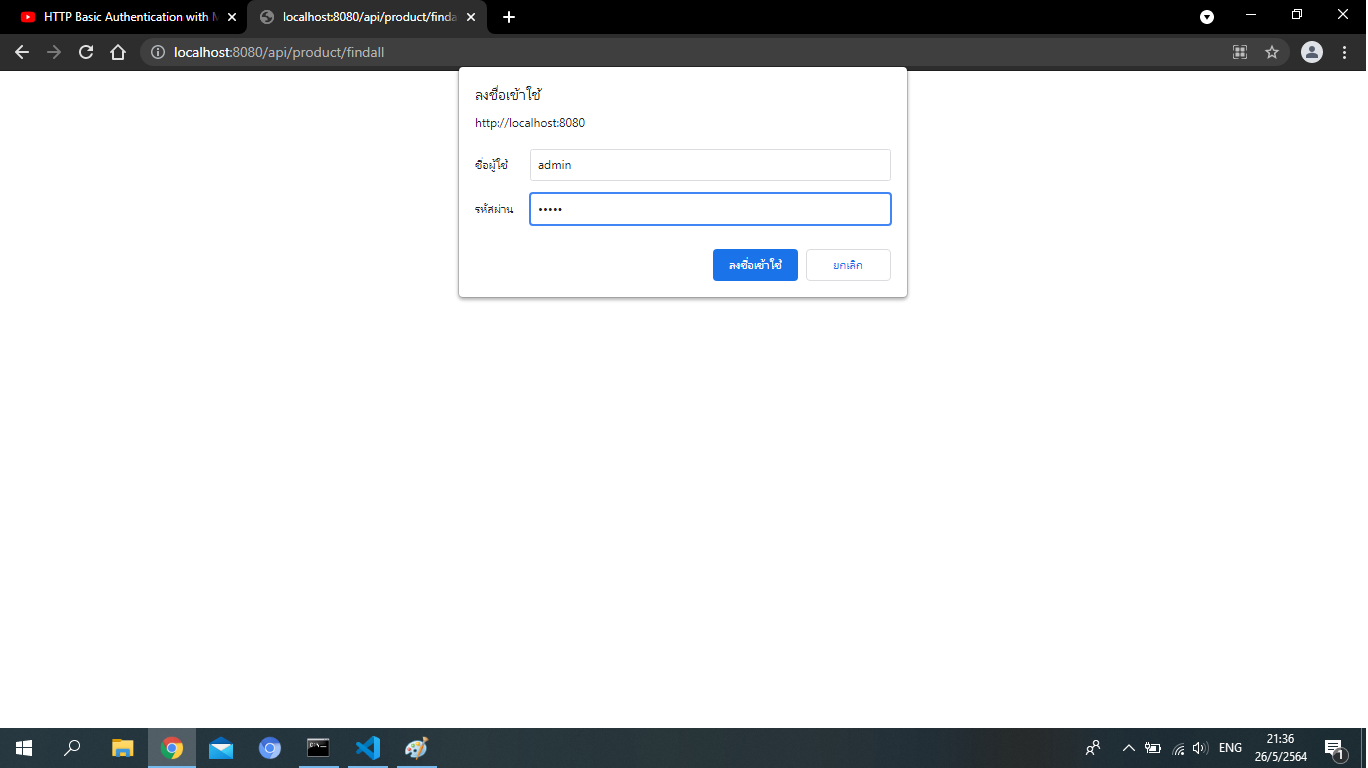 HTTP Basic Authentication with M
localhost:8080/api/product/finda
localhost:8080/api/product/findall
ลงชื่อเข้าใช้
http://localhost:8080
ชื่อผู้ใช้
admin
รหัสผ่าน
•••••
ลงชื่อเข้าใช้
ยกเลิก
ENG
21:36
26/5/2564
1